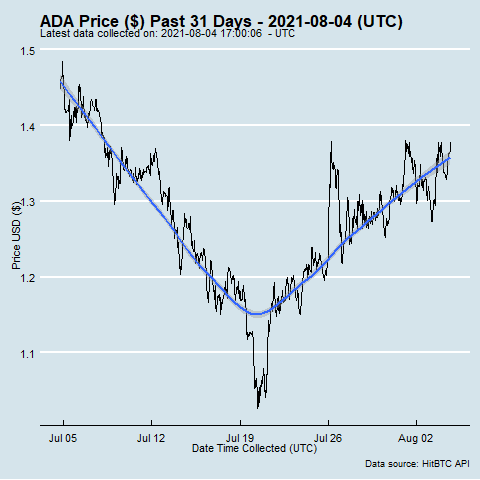 ADA Price ($) Past 31 Days - 2021-08-04 (UTC)
Latest data collected on: 2021-08-04 17:00:06 - UTC
1.5
1.4
1.3
1.2
1.1
Price USD ($)
Jul 05 Jul 12 Jul 19 Jul 26 Aug 02
Date Time Collected (UTC)
Data source: HitBTC API